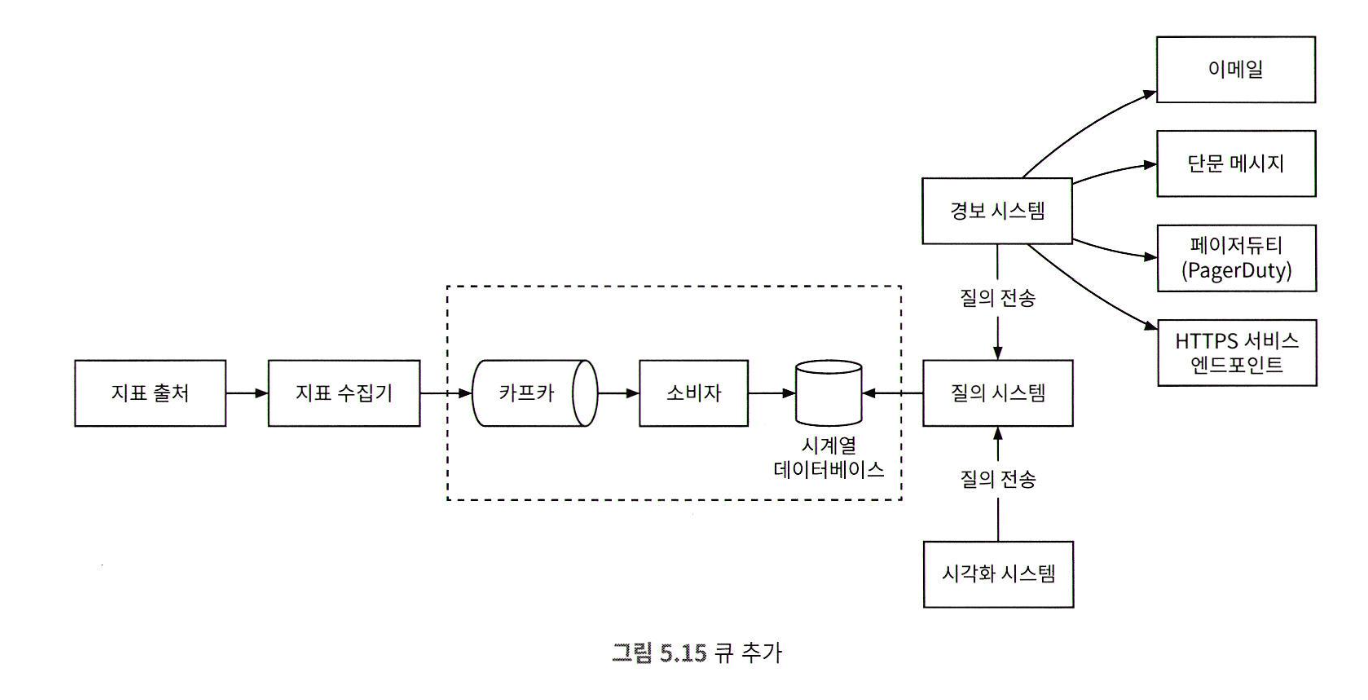 이메일
단문 메시지
경보 시스템
페이저듀티
(PagerDuty)
질의 전송
HTTPS 서비스
엔드포인트
지표 출처
지표 수집기
카프카
소비자
시계열
데이터베이스
질의 시스템
질의 전송
시각화 시스템
그림 5.15 큐 추가